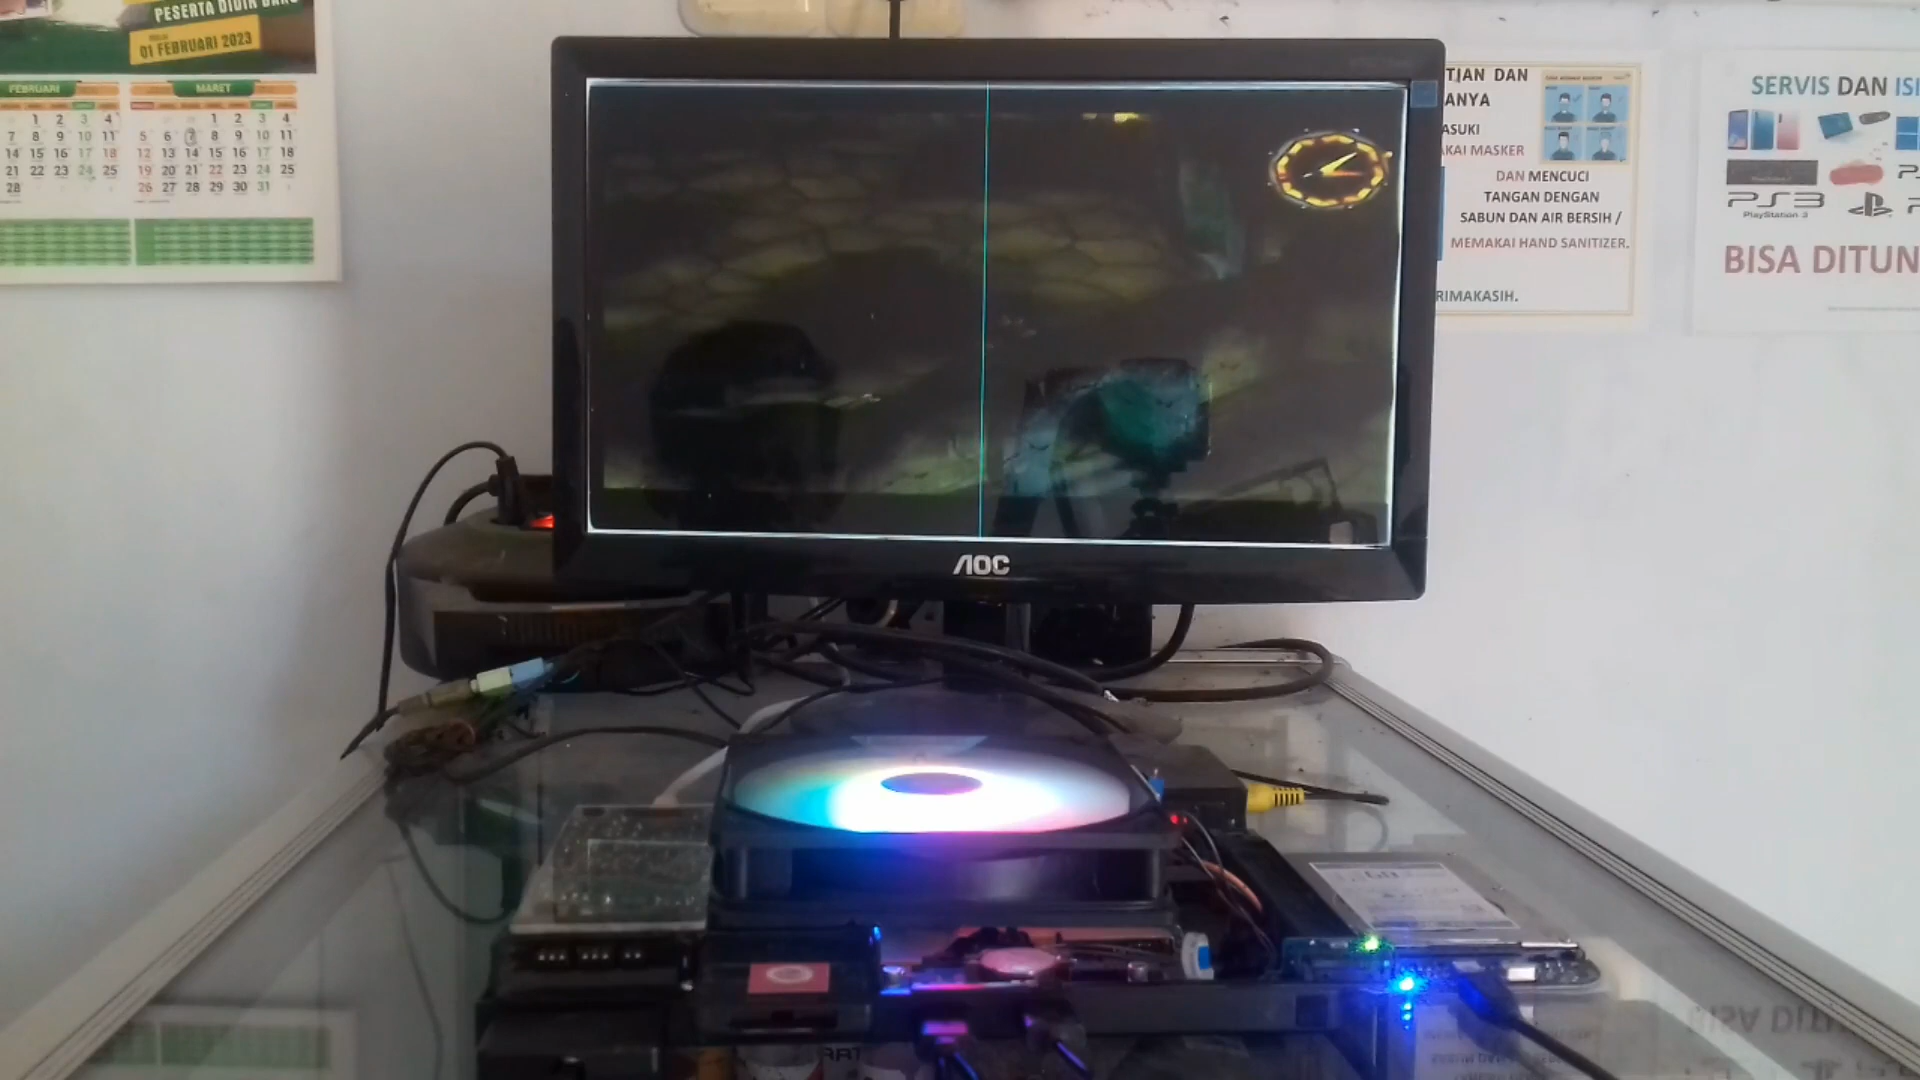 PESERTA DIDIK BARU
MULAI
01 FEBRUARI 2023
FEBRUARI
1 2 3 4
7 8 9 10 11
14 15 16 17 18
21 22 23 24 25
28
MARET
1 2 3 4
5 6 7 8 9 10 11
12 13 14 15 16 17 18
19 20 21 22 23 24 25
26 27 28 29 30 31
AOC
TIAN DAN
ANYA
ASUKI
AKAI MASKER
DAN MENCUCI
TANGAN DENGAN
SABUN DAN AIR BERSIH /
MEMAKAI HAND SANITIZER.
RIMAKASIH.
SERVIS DAN ISI
PS3
PlayStation 3
BISA DITUN